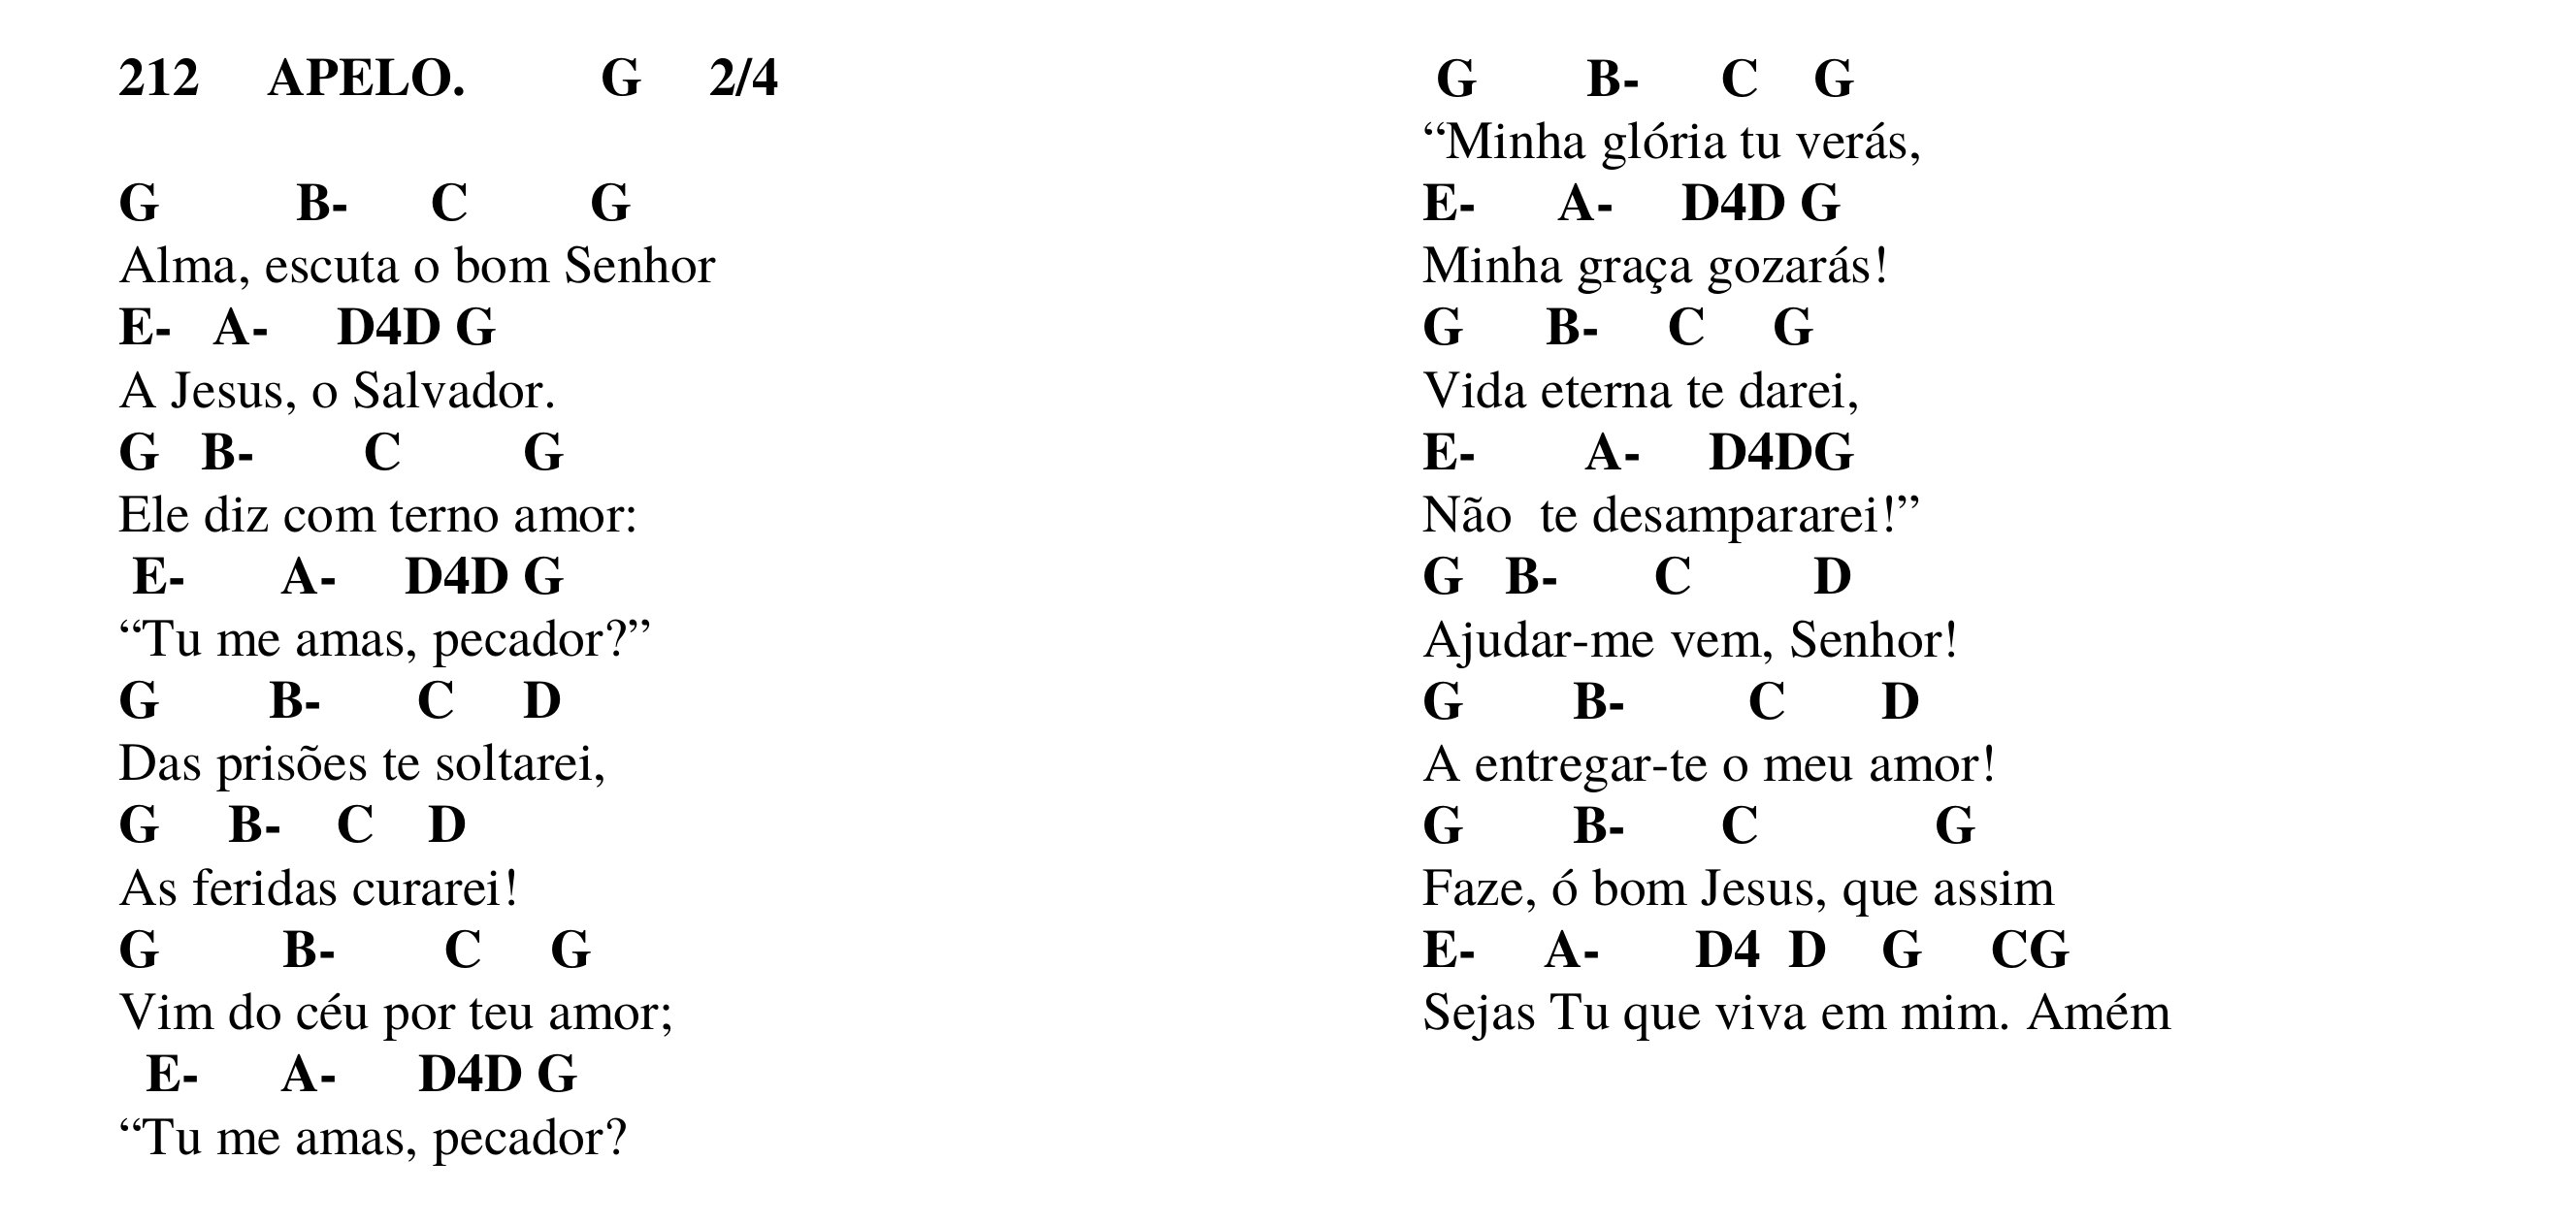 212     APELO.          G     2/4
G          B-      C         G
Alma, escuta o bom Senhor
E-   A-     D4D G
A Jesus, o Salvador.
G   B-        C         G
Ele diz com terno amor:
E-       A-     D4D G
“Tu me amas, pecador?”
G        B-       C     D
Das prisões te soltarei,
G     B-    C    D
As feridas curarei!
G         B-        C     G
Vim do céu por teu amor;
E-      A-      D4D G
“Tu me amas, pecador?
G        B-      C    G
“Minha glória tu verás,
E-      A-     D4D G
Minha graça gozarás!
G      B-     C     G
Vida eterna te darei,
E-        A-     D4DG
Não  te desampararei!”
G   B-       C         D
Ajudar-me vem, Senhor!
G        B-         C       D
A entregar-te o meu amor!
G        B-       C             G
Faze, ó bom Jesus, que assim
E-     A-       D4  D    G     CG
Sejas Tu que viva em mim. Amém